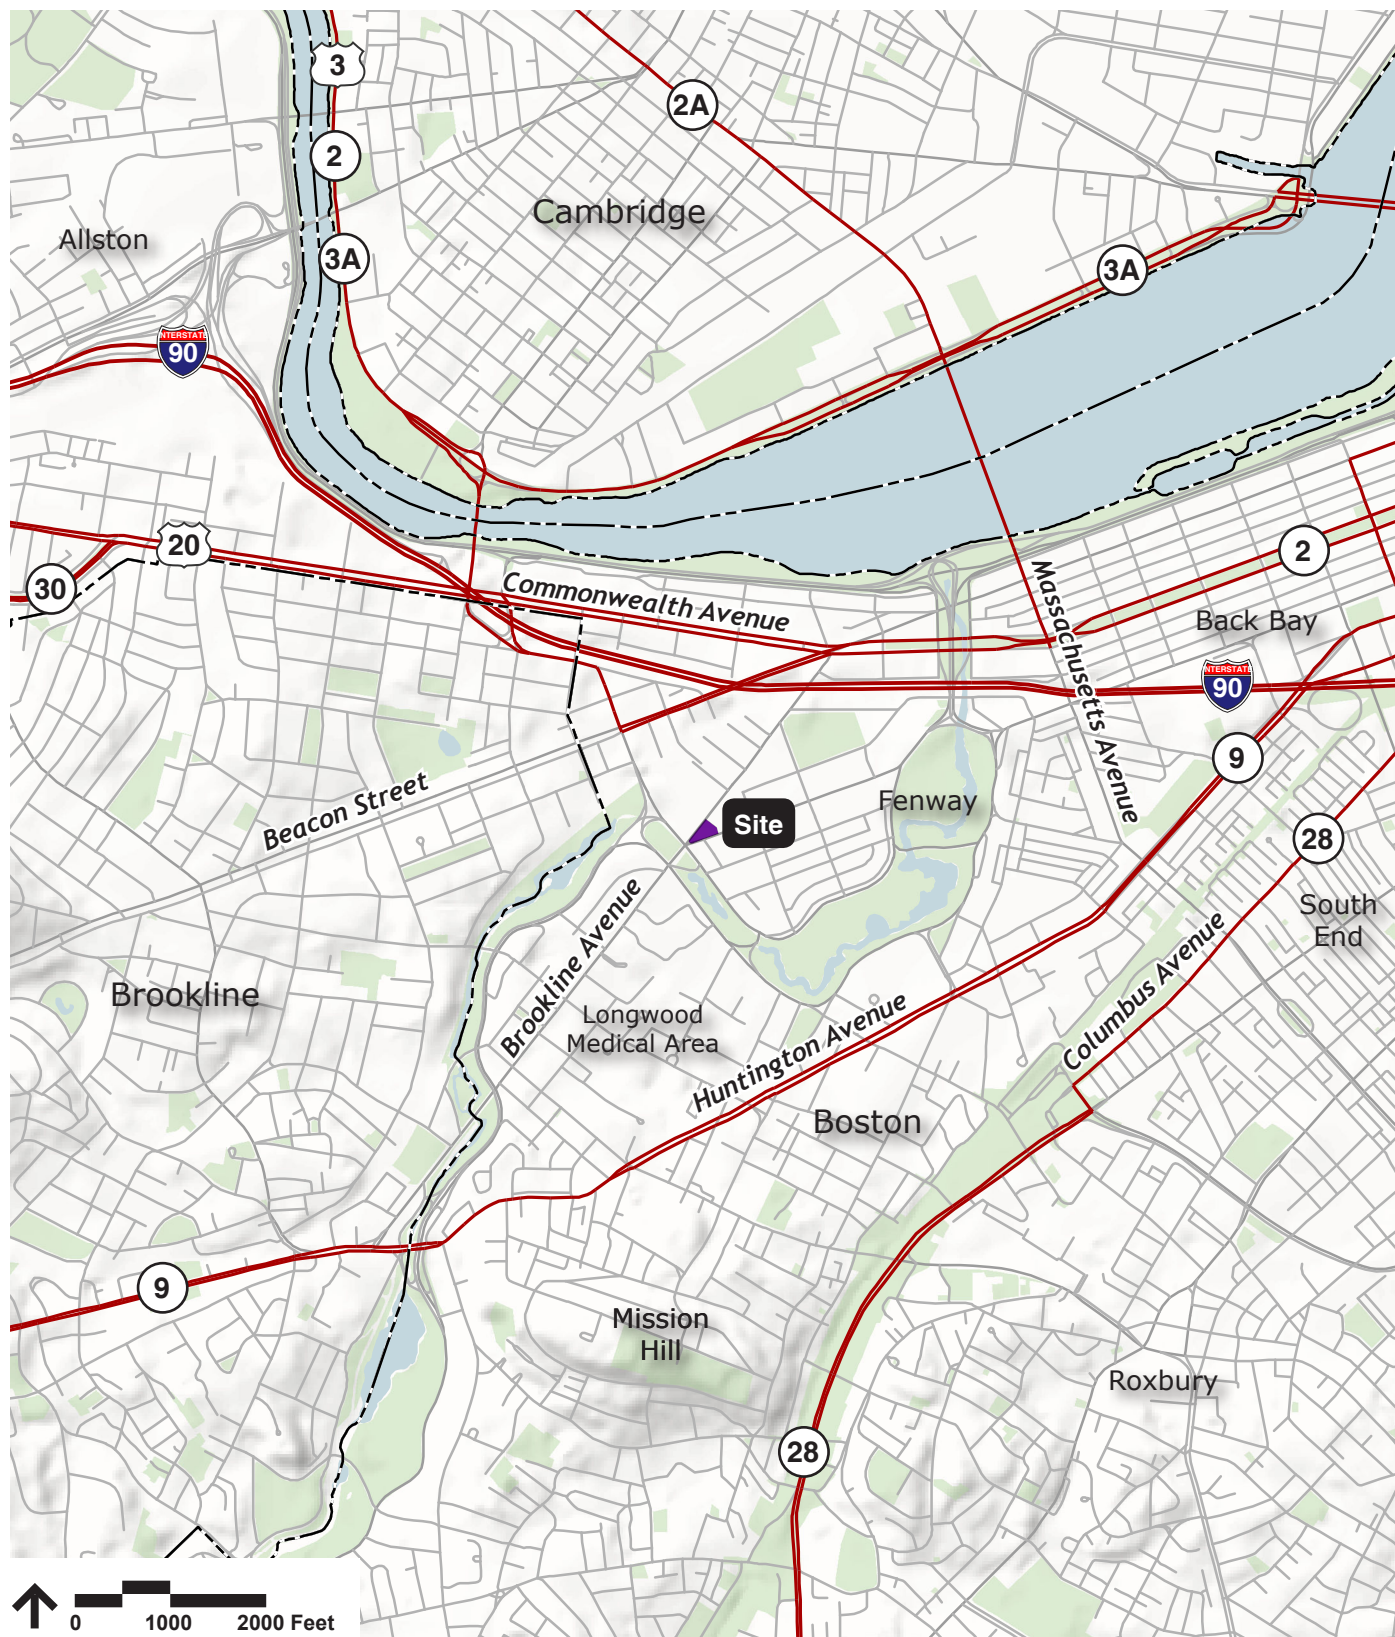 3
2A
2
Cambridge
Allston
3A
3A
INTERSTATE
90
20
2
30
Commonwealth Avenue
Massachusetts Avenue
Back Bay
INTERSTATE
90
9
Beacon Street
Fenway
Site
28
South
End
Brookline Avenue
Columbus Avenue
Brookline
Longwood
Medical Area
Huntington Avenue
Boston
9
Mission
Hill
Roxbury
28
0 1000 2000 Feet